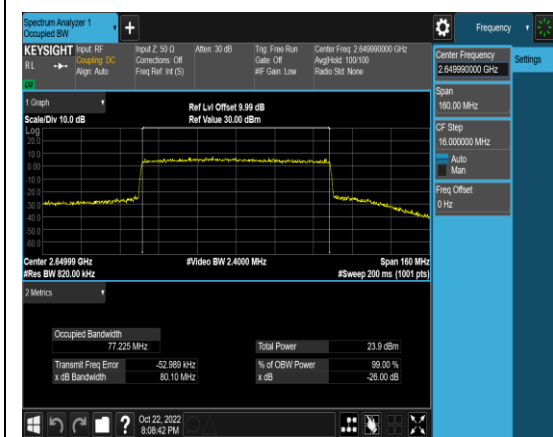 Spectrum Analyzer 1
Occupied BW
Frequency
KEYSIGHT
RL
Input: RF
Coupling: DC
Align: Auto
Input Z: 50 Ω
Corrections: Off
Freq Ref: Int (S)
Atten: 30 dB
Trig: Free Run
Gate: Off
#IF Gain: Low
Center Freq: 2.649990000 GHz
Avg|Hold: 100/100
Radio Std: None
1 Graph
Scale/Div 10.0 dB
Ref Lvl Offset 9.99 dB
Ref Value 30.00 dBm
Log
20.0
10.0
0.00
-10.0
-20.0
-30.0
-40.0
-50.0
-60.0
Center 2.64999 GHz
#Res BW 820.00 kHz
#Video BW 2.4000 MHz
Span 160 MHz
#Sweep 200 ms (1001 pts)
2 Metrics
Occupied Bandwidth
77.225 MHz
Total Power
23.9 dBm
Transmit Freq Error
-52.989 kHz
% of OBW Power
99.00 %
x dB Bandwidth
80.10 MHz
x dB
-26.00 dB
Center Frequency
2.649990000 GHz
Settings
Span
160.00 MHz
CF Step
16.000000 MHz
Auto
Man
Freq Offset
0 Hz
?
Oct 22, 2022
8:08:42 PM